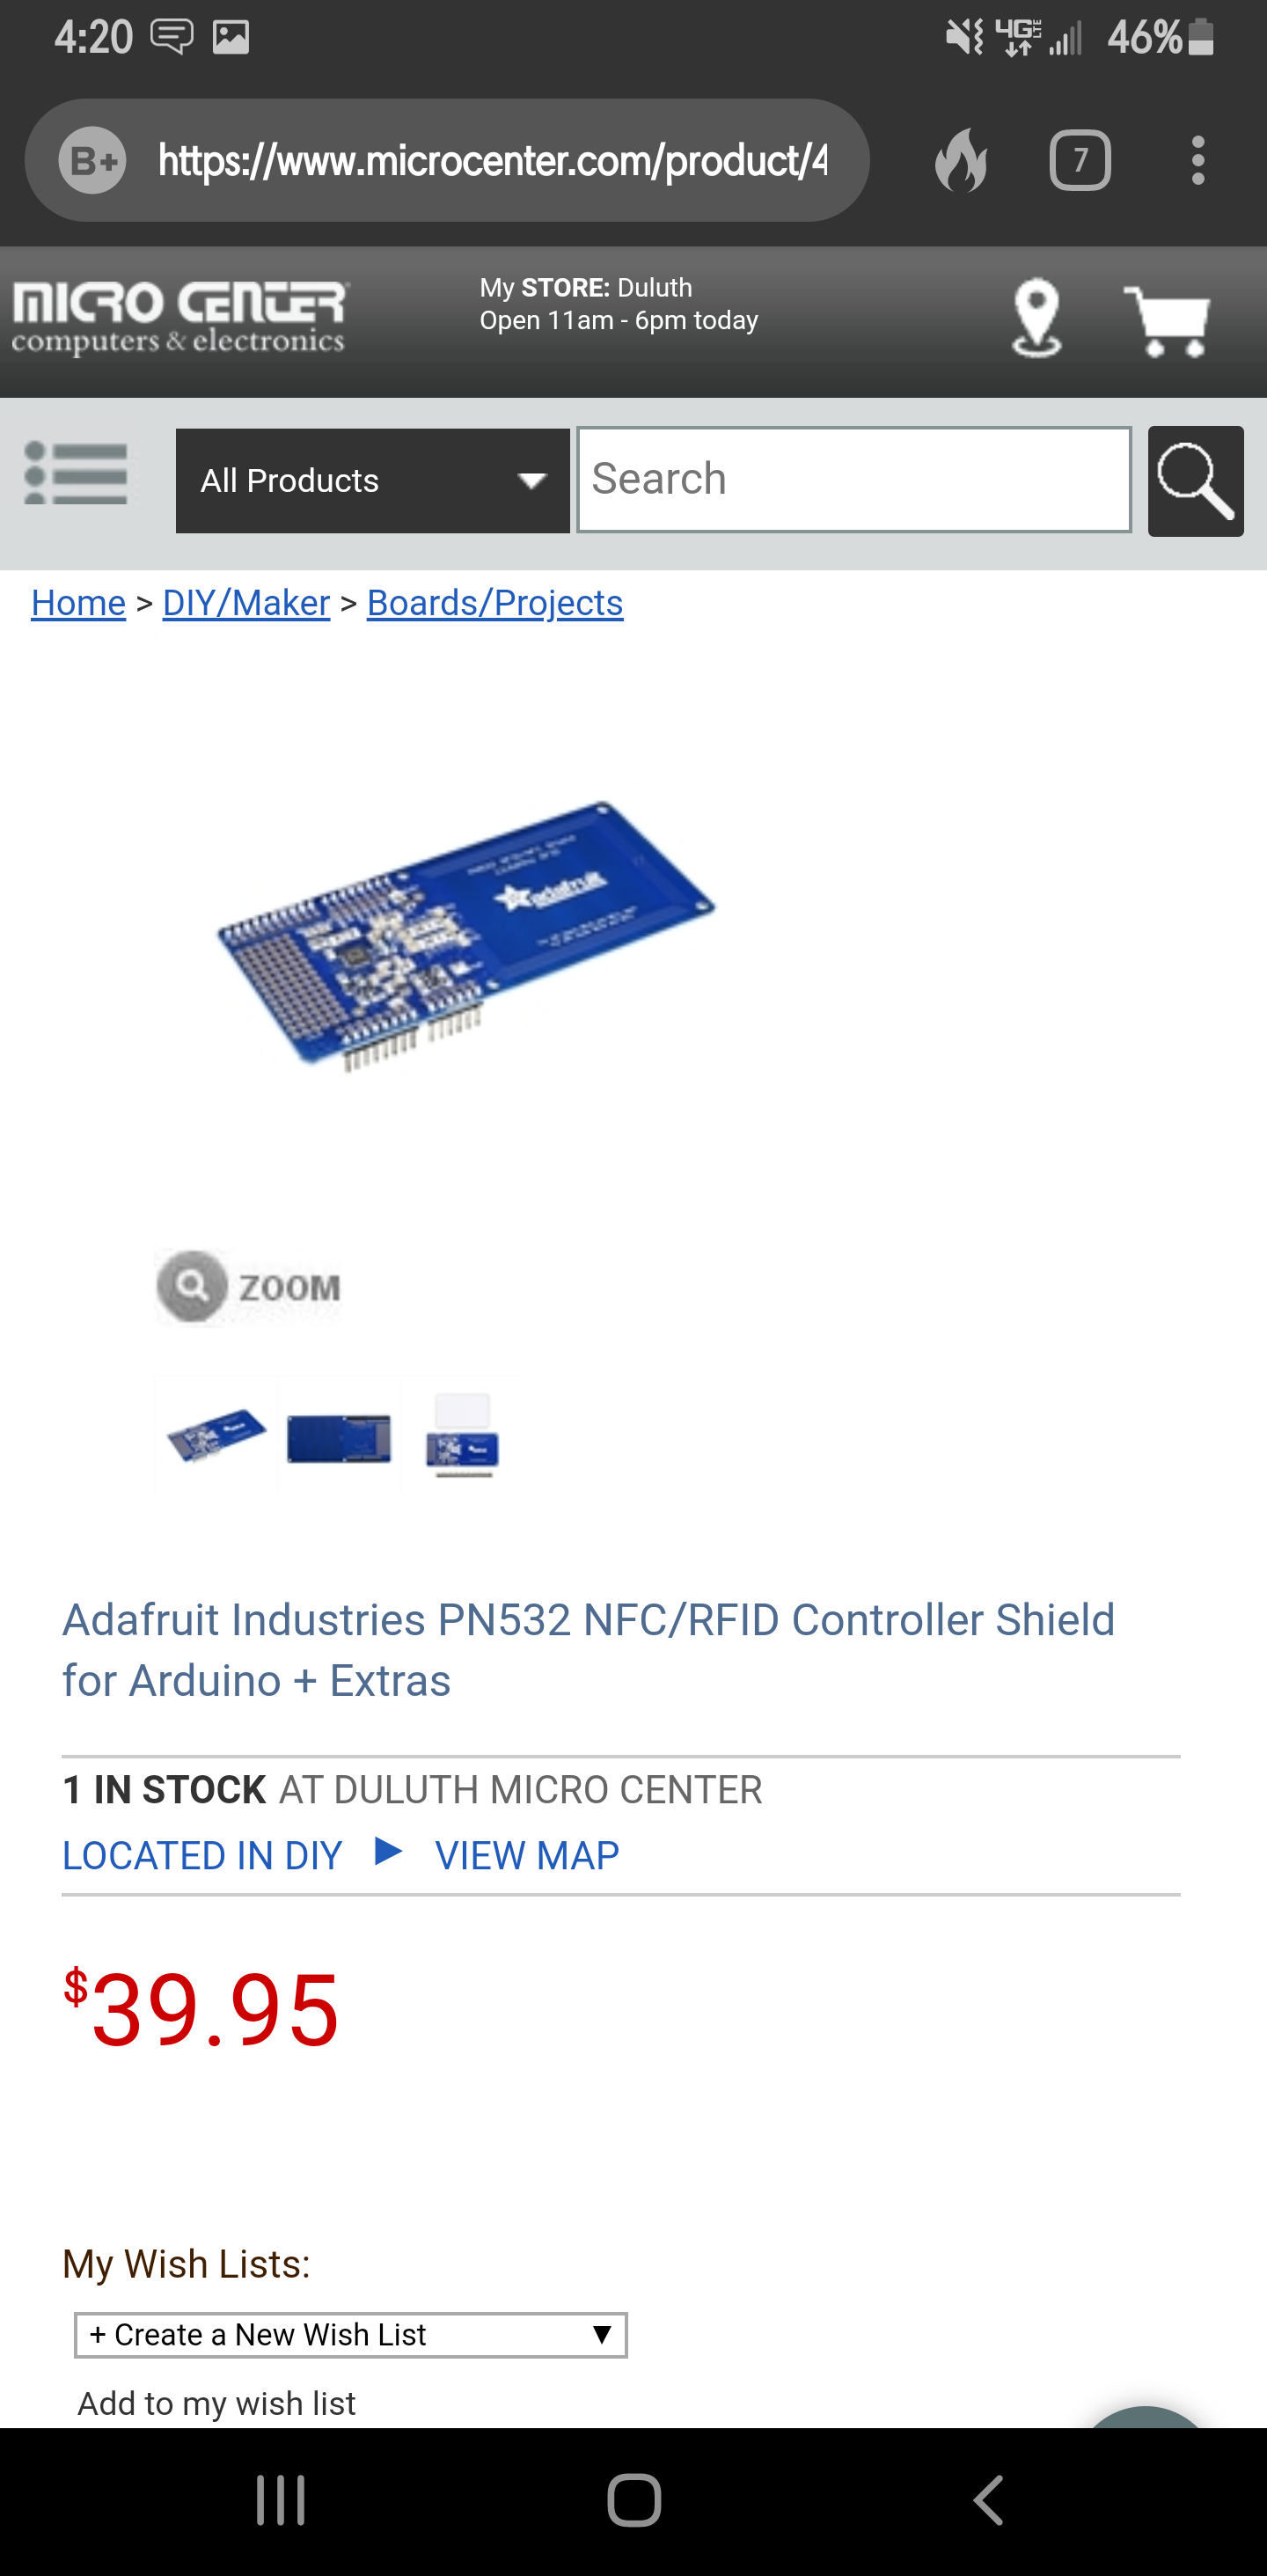 4:20 4G LTE 46%
B+ https://www.microcenter.com/product/4 7
MICRO CENTER
computers & electronics
My STORE: Duluth
Open 11am - 6pm today
All Products ▼ Search
Home > DIY/Maker > Boards/Projects
adafruit
ZOOM
Adafruit Industries PN532 NFC/RFID Controller Shield
for Arduino + Extras
1 IN STOCK AT DULUTH MICRO CENTER
LOCATED IN DIY ▶ VIEW MAP
$39.95
My Wish Lists:
+ Create a New Wish List ▼
Add to my wish list